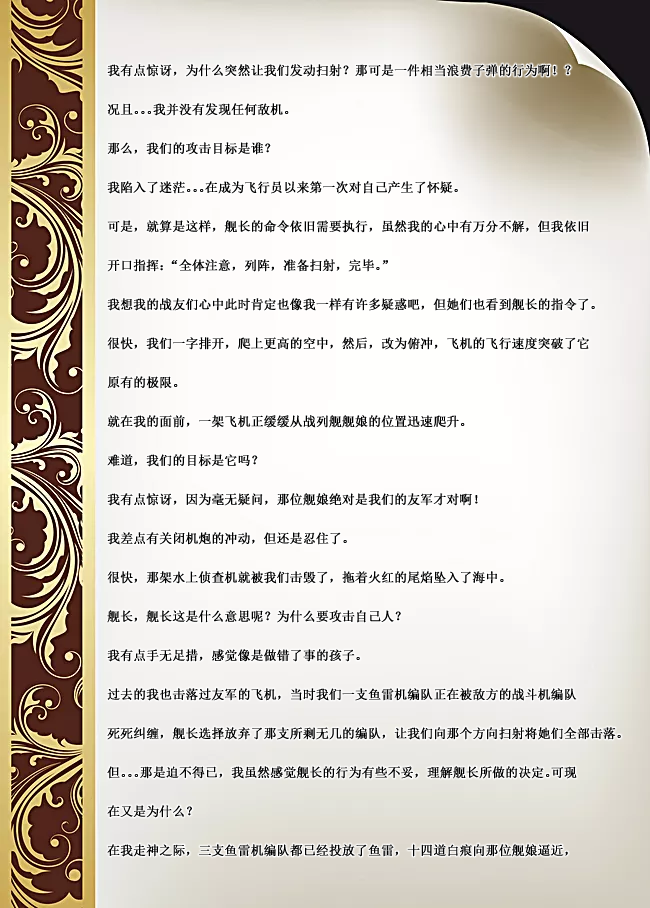 我有点惊讶，为什么突然让我们发动扫射？那可是一件相当浪费子弹的行为啊！？
况且。。。我并没有发现任何敌机。
那么，我们的攻击目标是谁？
我陷入了迷茫。。。在成为飞行员以来第一次对自己产生了怀疑。
可是，就算是这样，舰长的命令依旧需要执行，虽然我的心中有万分不解，但我依旧
开口指挥：“全体注意，列阵，准备扫射，完毕。”
我想我的战友们心中此时肯定也像我一样有许多疑惑吧，但她们也看到舰长的指令了。
很快，我们一字排开，爬上更高的空中，然后，改为俯冲，飞机的飞行速度突破了它
原有的极限。
就在我的面前，一架飞机正缓缓从战列舰舰娘的位置迅速爬升。
难道，我们的目标是它吗？
我有点惊讶，因为毫无疑问，那位舰娘绝对是我们的友军才对啊！
我差点有关闭机炮的冲动，但还是忍住了。
很快，那架水上侦查机就被我们击毁了，拖着火红的尾焰坠入了海中。
舰长，舰长这是什么意思呢？为什么要攻击自己人？
我有点手无足措，感觉像是做错了事的孩子。
过去的我也击落过友军的飞机，当时我们一支鱼雷机编队正在被敌方的战斗机编队
死死纠缠，舰长选择放弃了那支所剩无几的编队，让我们向那个方向扫射将她们全部击落。
但。。。那是迫不得已，我虽然感觉舰长的行为有些不妥，理解舰长所做的决定。可现
在又是为什么？
在我走神之际，三支鱼雷机编队都已经投放了鱼雷，十四道白痕向那位舰娘逼近，